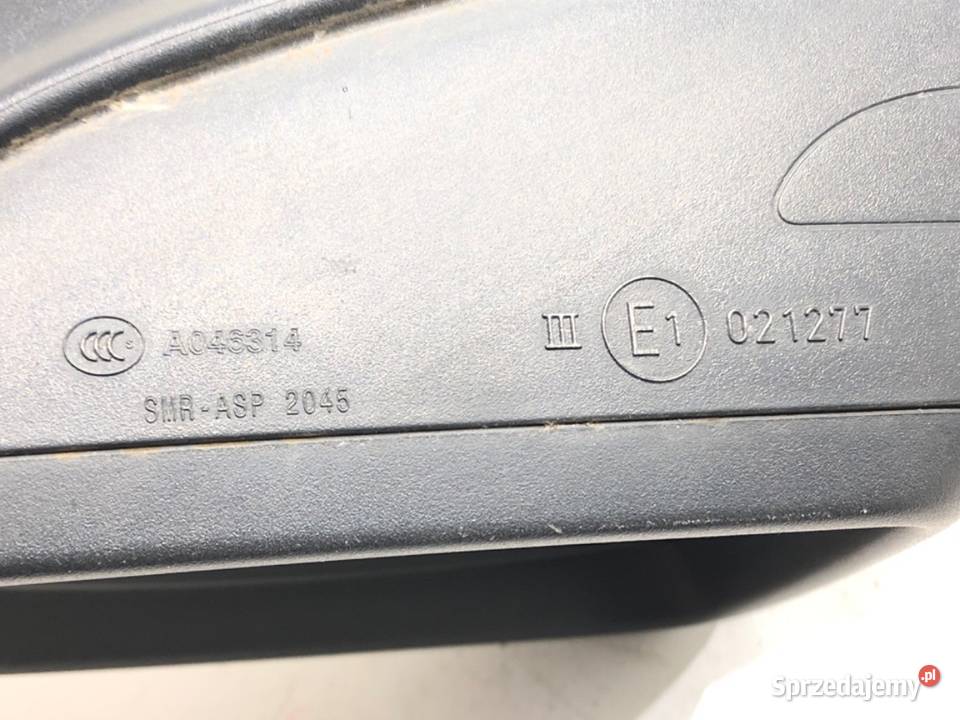 CCC S A046314
III E1 021277
SMR-ASP 2045
Sprzedajemy.pl